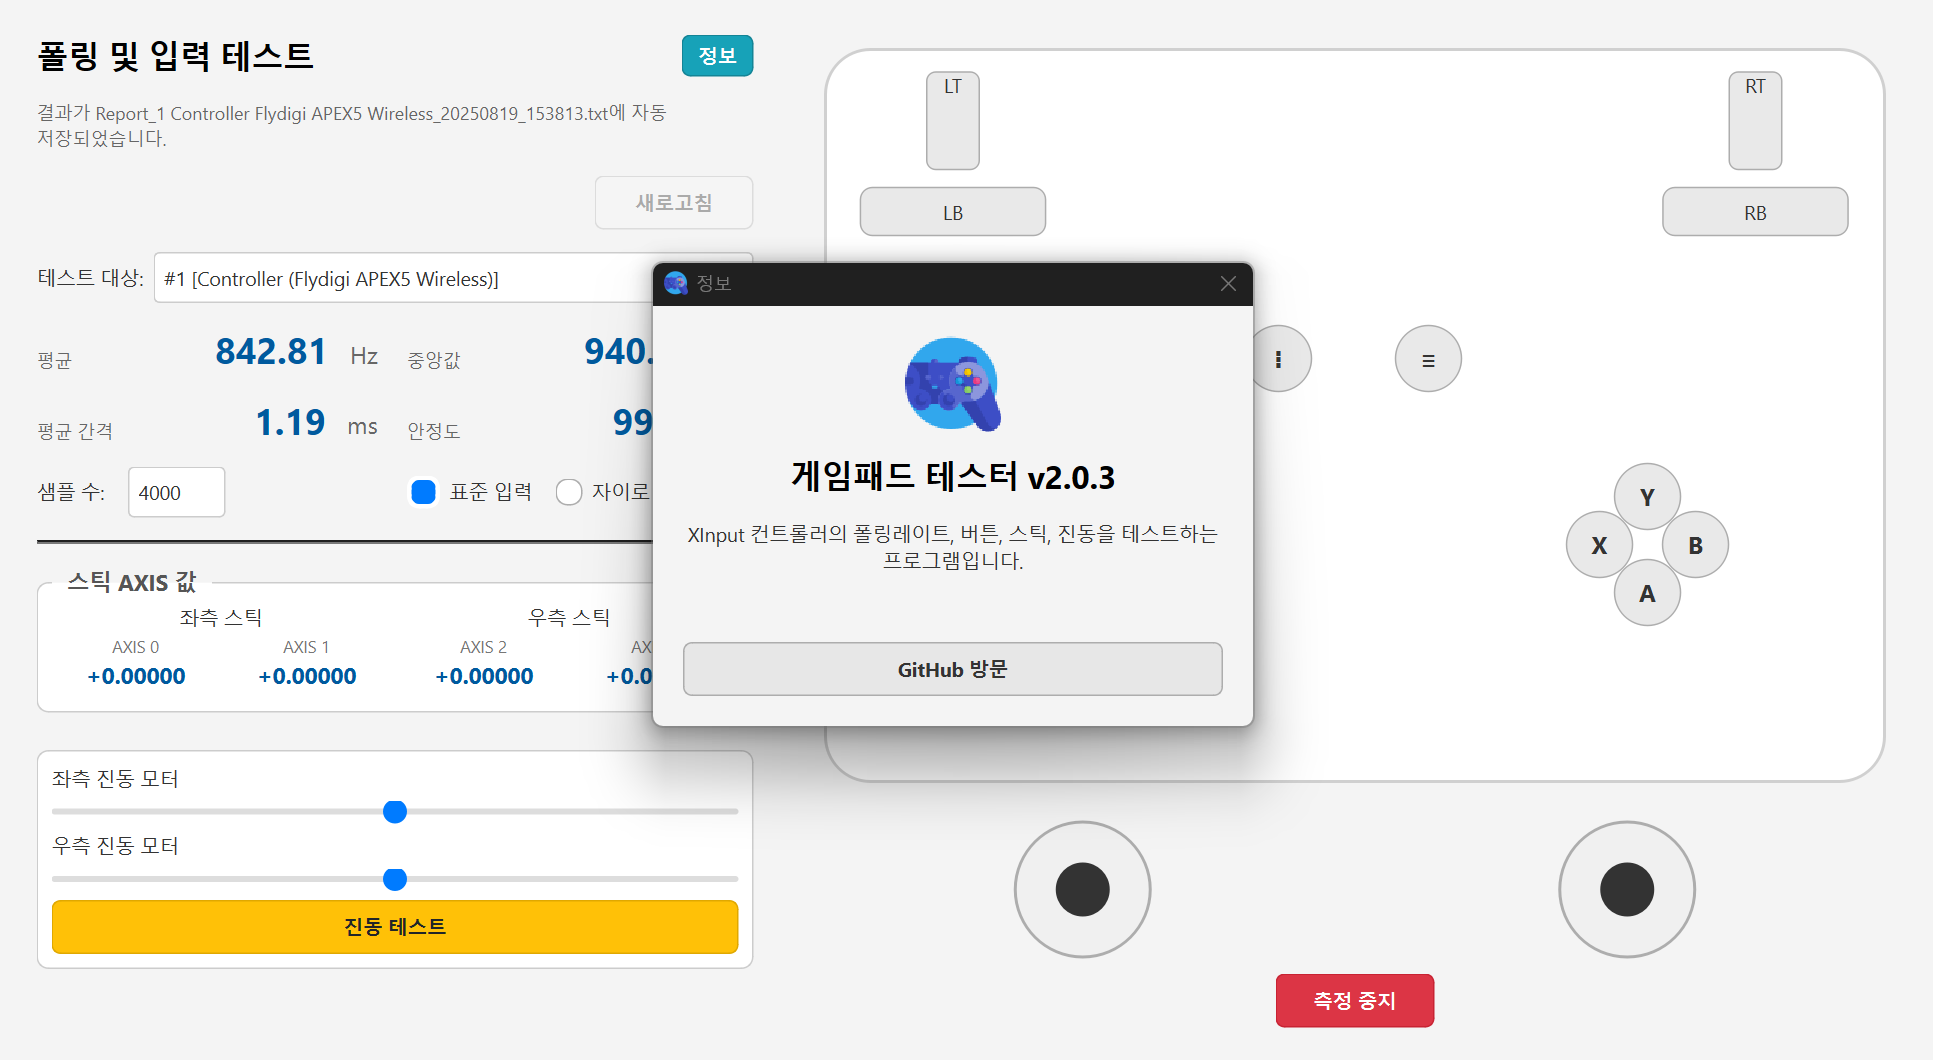 폴링 및 입력 테스트
정보
결과가 Report_1 Controller Flydigi APEX5 Wireless_20250819_153813.txt에 자동
저장되었습니다.
새로고침
테스트 대상:
#1 [Controller (Flydigi APEX5 Wireless)]
평균
842.81
Hz
중앙값
940.
평균 간격
1.19
ms
안정도
99
샘플 수:
4000
표준 입력
자이로
스틱 AXIS 값
좌측 스틱
우측 스틱
AXIS 0
AXIS 1
AXIS 2
+0.00000
+0.00000
+0.00000
+0.0
좌측 진동 모터
우측 진동 모터
진동 테스트
정보
게임패드 테스터 v2.0.3
XInput 컨트롤러의 폴링레이트, 버튼, 스틱, 진동을 테스트하는
프로그램입니다.
GitHub 방문
LT
RT
LB
RB
Y
X
B
A
측정 중지